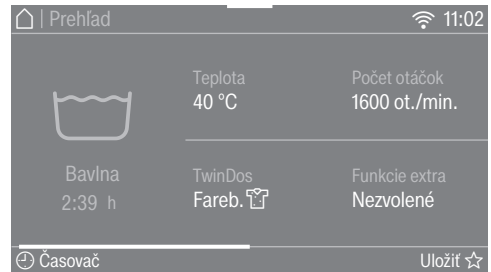 | Prehľad 11:02
Teplota
40 °C
Počet otáčok
1600 ot./min.
Bavlna
2:39 h
TwinDos
Fareb.
Funkcie extra
Nezvolené
Časovač
Uložiť